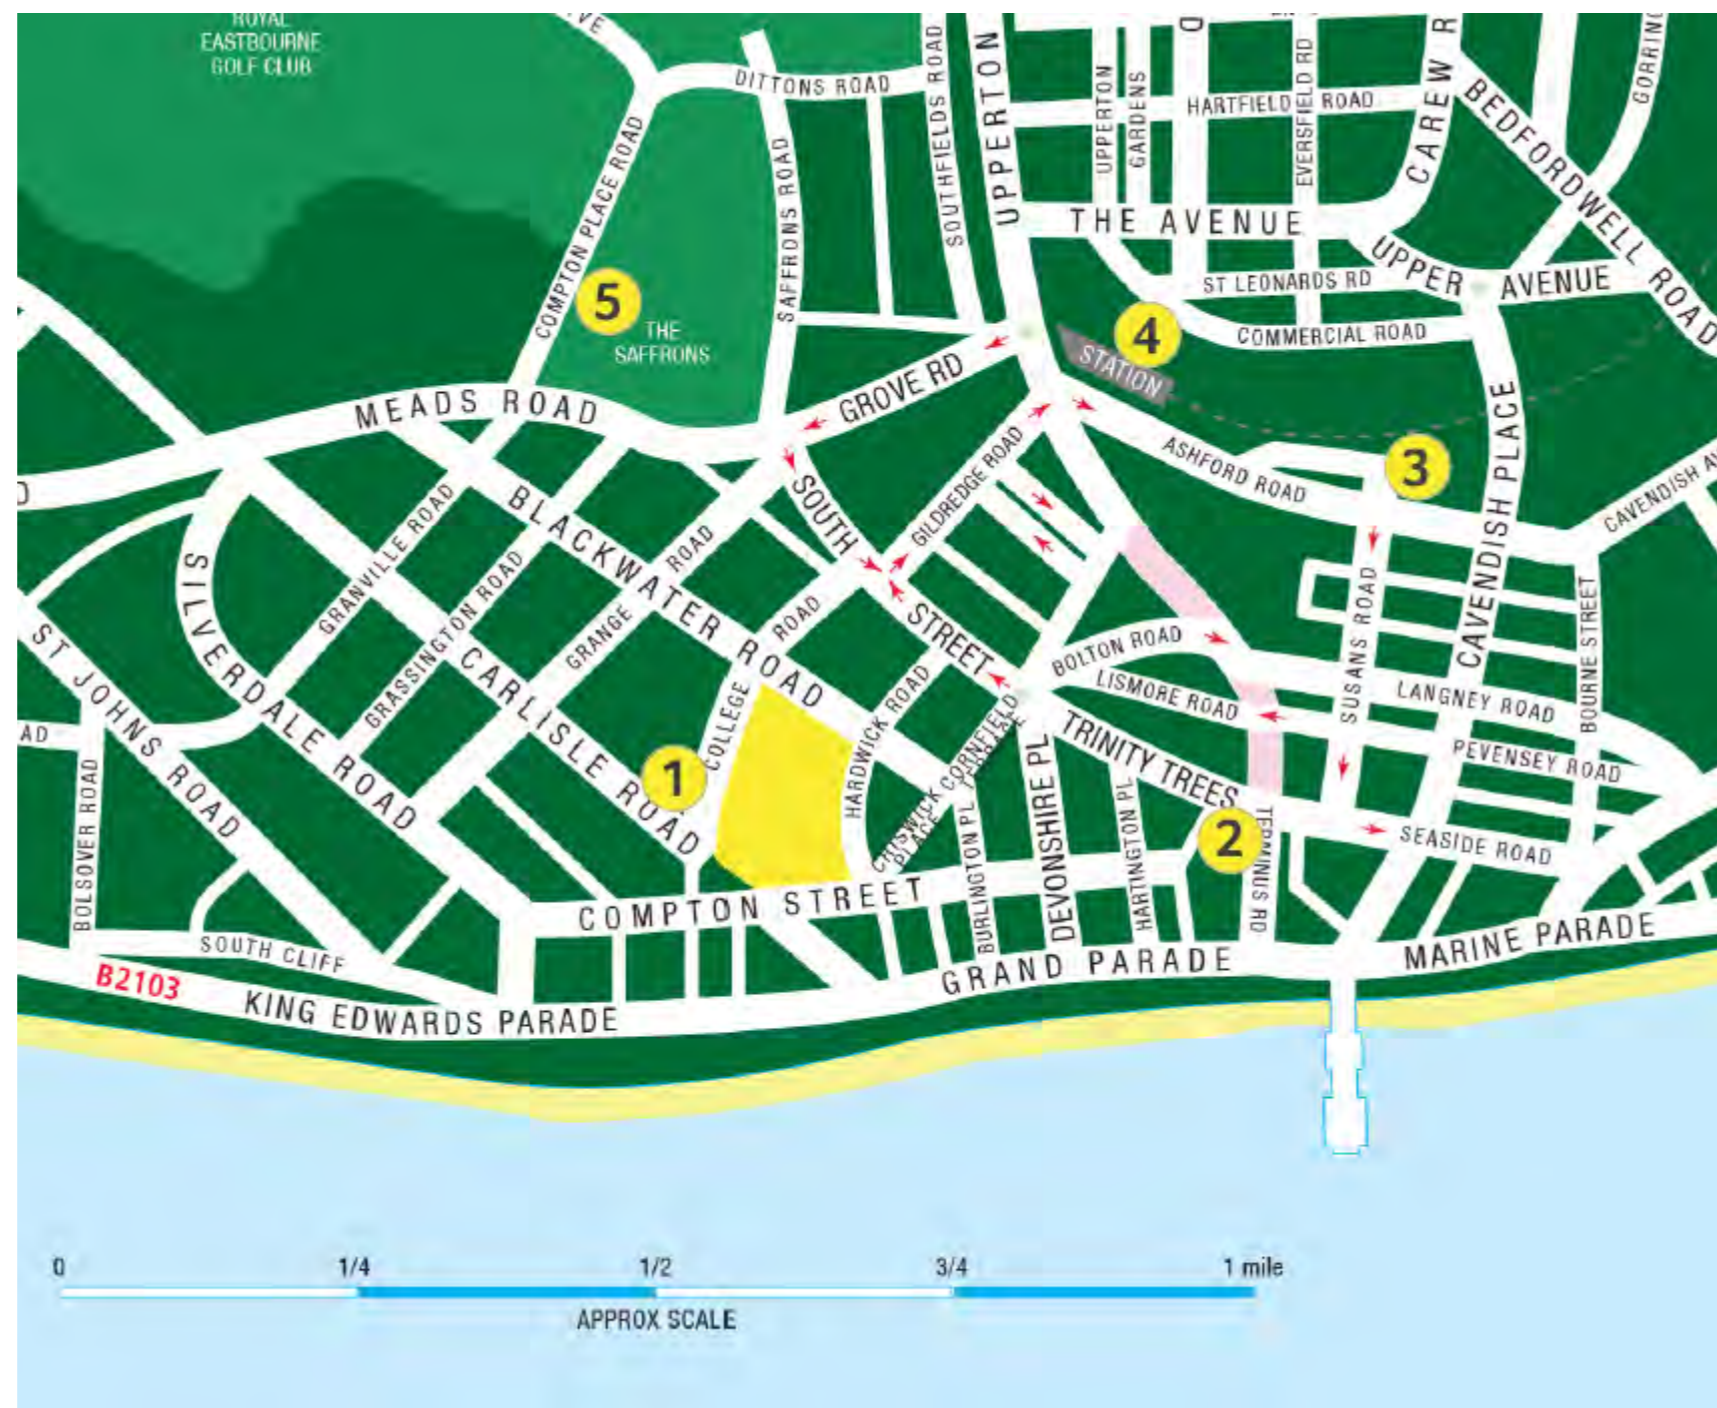 ROYAL
EASTBOURNE
GOLF CLUB
DITTONS ROAD
SOUTHFIELDS ROAD
UPPERTON
UPPERTON
GARDENS
HARTFIELD ROAD
EVERSFIELD RD
CAREW R
BEDFORDWELL ROAD
GORRING
COMPTON PLACE ROAD
SAFFRONS ROAD
THE AVENUE
UPPER AVENUE
ST LEONARDS RD
COMMERCIAL ROAD
5
THE
SAFFRONS
4
STATION
MEADS ROAD
GROVE RD
GILDREDGE ROAD
ASHFORD ROAD
3
CAVENDISH PLACE
CAVENDISH AV
SOUTH STREET
BLACKWATER ROAD
SILVERDALE ROAD
GRANVILLE ROAD
GRASSINGTON ROAD
GRANGE ROAD
CARLISLE ROAD
COLLEGE ROAD
HARDWICK ROAD
ST JOHNS ROAD
AD
BOLSOVER ROAD
BOLTON ROAD
LISMORE ROAD
SUSANS ROAD
LANGNEY ROAD
BOURNE STREET
PEVENSEY ROAD
TRINITY TREES
CORNFIELD
TERRACE
CHISWICK
PLACE
1
2
TERMINUS RD
SEASIDE ROAD
BURLINGTON PL
DEVONSHIRE PL
HARTINGTON PL
COMPTON STREET
SOUTH CLIFF
B2103
KING EDWARDS PARADE
GRAND PARADE
MARINE PARADE
0 1/4 1/2 3/4 1 mile
APPROX SCALE